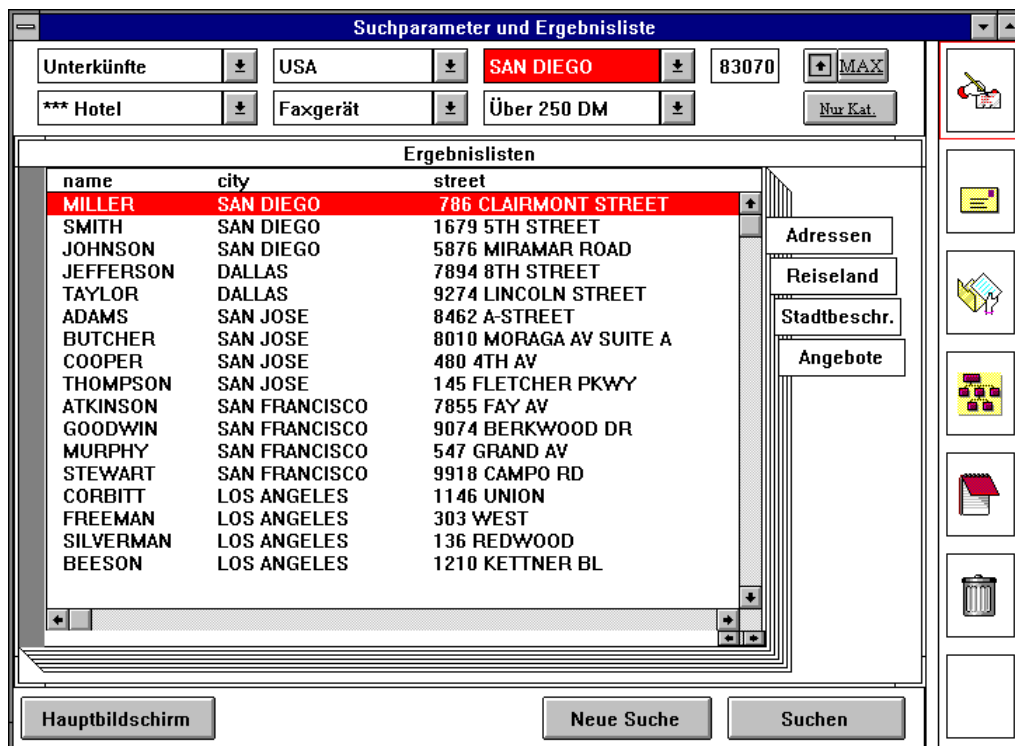 Suchparameter und Ergebnisliste
Unterkünfte USA SAN DIEGO 83070 MAX
*** Hotel Faxgerät Über 250 DM Nur Kat.
Ergebnislisten
name city street
MILLER SAN DIEGO 786 CLAIRMONT STREET
SMITH SAN DIEGO 1679 5TH STREET
JOHNSON SAN DIEGO 5876 MIRAMAR ROAD
JEFFERSON DALLAS 7894 8TH STREET
TAYLOR DALLAS 9274 LINCOLN STREET
ADAMS SAN JOSE 8462 A-STREET
BUTCHER SAN JOSE 8010 MORAGA AV SUITE A
COOPER SAN JOSE 480 4TH AV
THOMPSON SAN JOSE 145 FLETCHER PKWY
ATKINSON SAN FRANCISCO 7855 FAY AV
GOODWIN SAN FRANCISCO 9074 BERKWOOD DR
MURPHY SAN FRANCISCO 547 GRAND AV
STEWART SAN FRANCISCO 9918 CAMPO RD
CORBITT LOS ANGELES 1146 UNION
FREEMAN LOS ANGELES 303 WEST
SILVERMAN LOS ANGELES 136 REDWOOD
BEESON LOS ANGELES 1210 KETTNER BL
Adressen
Reiseland
Stadtbeschr.
Angebote
Hauptbildschirm Neue Suche Suchen